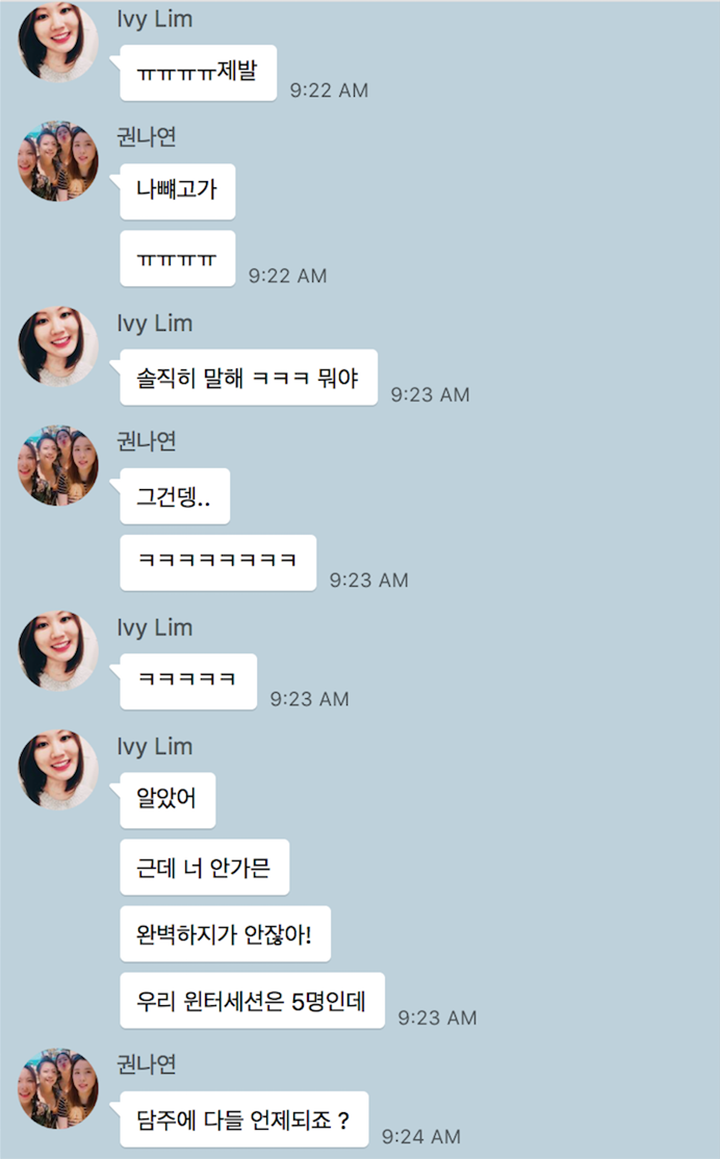 Ivy Lim
ㅠㅠㅠㅠ제발
9:22 AM
권나연
나뺴고가
ㅠㅠㅠㅠ
9:22 AM
Ivy Lim
솔직히 말해 ㅋㅋㅋ 뭐야
9:23 AM
권나연
그건뎅..
ㅋㅋㅋㅋㅋㅋㅋㅋ
9:23 AM
Ivy Lim
ㅋㅋㅋㅋㅋ
9:23 AM
Ivy Lim
알았어
근데 너 안가믄
완벽하지가 안잖아!
우리 윈터세션은 5명인데
9:23 AM
권나연
담주에 다들 언제되죠 ?
9:24 AM